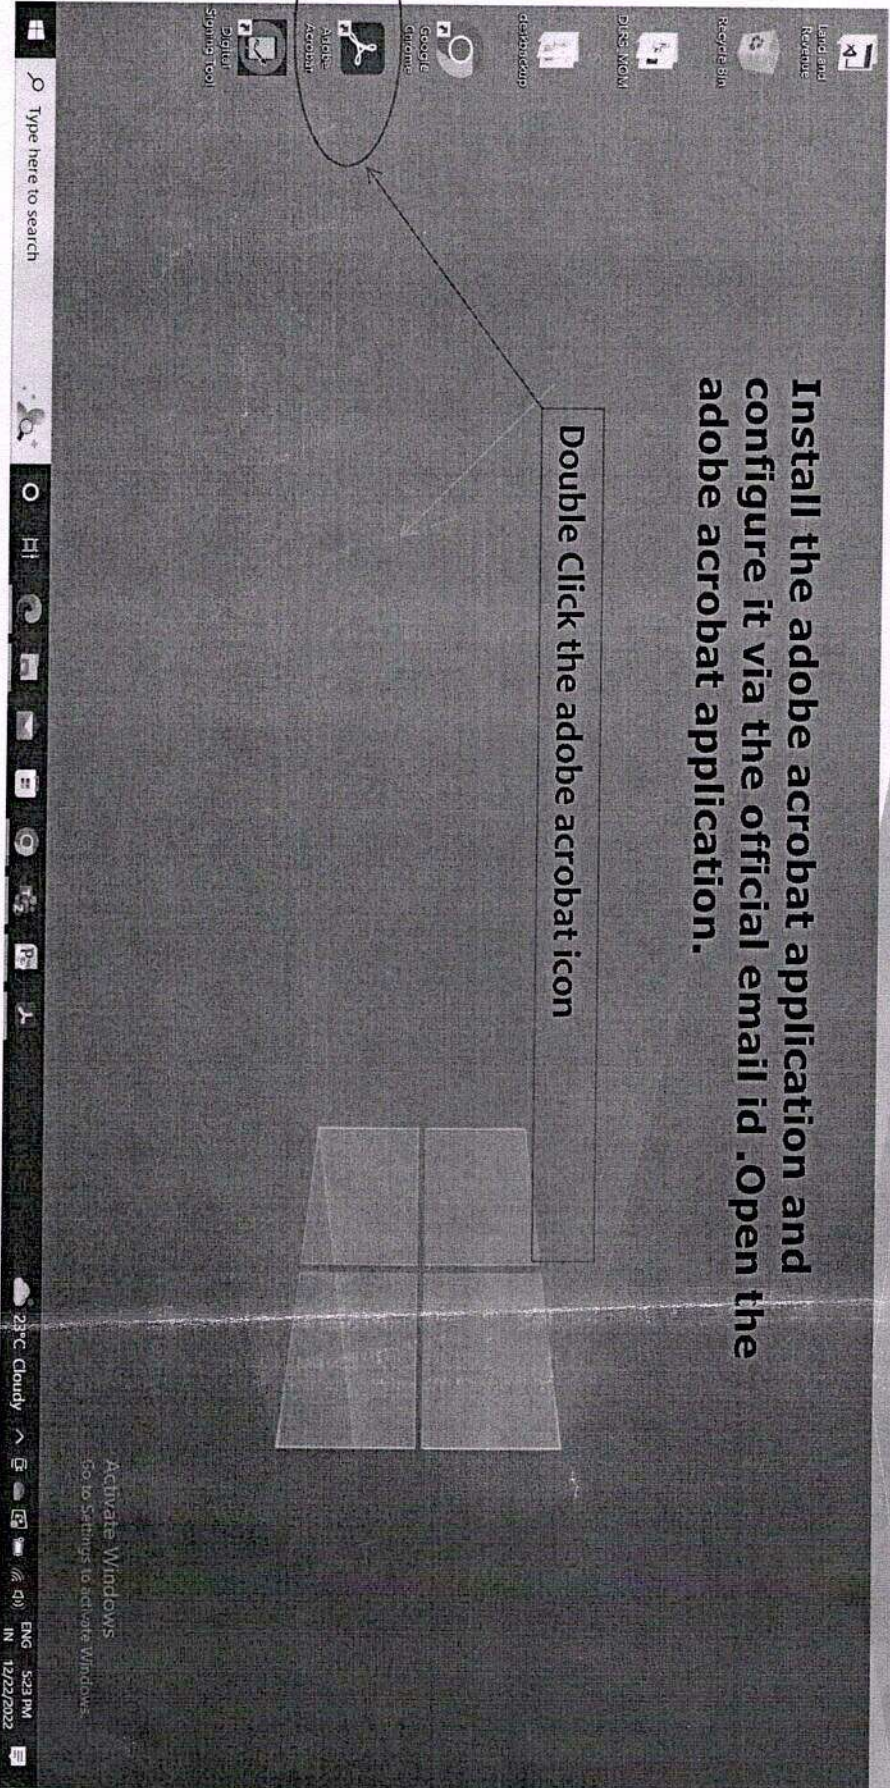 Install the adobe acrobat application and
configure it via the official email id .Open the
adobe acrobat application.
Double Click the adobe acrobat icon
land and
Revenue
Recycle Bin
Google
Chrome
Adobe
Acrobat
Digital
Signing Tool
Activate Windows
Go to Settings to activate Windows.
Type here to search
23°C Cloudy
ENG
IN
5:23 PM
12/22/2022